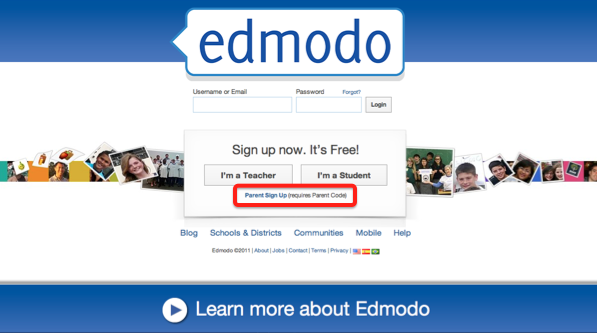 edmodo
Username or Email Password Forgot?
Login
Sign up now. It's Free!
I'm a Teacher I'm a Student
Parent Sign Up (requires Parent Code)
Blog Schools & Districts Communities Mobile Help
Edmodo ©2011 | About | Jobs | Contact | Terms | Privacy |
Learn more about Edmodo